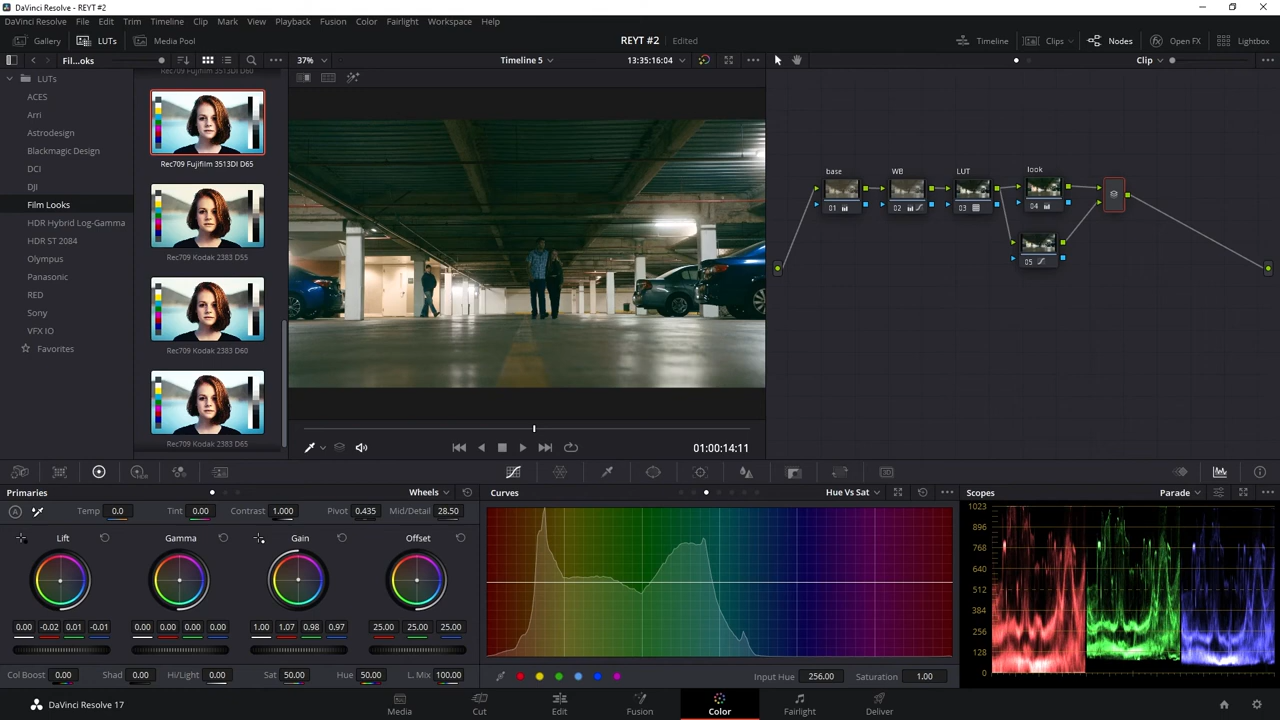 DaVinci Resolve - REYT #2
DaVinci Resolve File Edit Trim Timeline Clip Mark View Playback Fusion Color Fairlight Workspace Help
Gallery LUTs Media Pool REYT #2 Edited Timeline Clips Nodes Open FX Lightbox
Fil...oks 37% Timeline 5 13:35:16:04 Clip
LUTs
ACES
Arri
Astrodesign
Blackmagic Design
DCI
DJI
Film Looks
HDR Hybrid Log-Gamma
HDR ST 2084
Olympus
Panasonic
RED
Sony
VFX IO
Favorites
Rec709 Fujifilm 3513DI D60
Rec709 Fujifilm 3513DI D65
Rec709 Kodak 2383 D55
Rec709 Kodak 2383 D60
Rec709 Kodak 2383 D65
01:00:14:11
base WB LUT look
01 02 03 04
05
Primaries Wheels
A Temp 0.0 Tint 0.00 Contrast 1.000 Pivot 0.435 Mid/Detail 28.50
Lift Gamma Gain Offset
0.00 -0.02 0.01 -0.01 0.00 0.00 0.00 0.00 1.00 1.07 0.98 0.97 25.00 25.00 25.00
Col Boost 0.00 Shad 0.00 Hi/Light 0.00 Sat 50.00 Hue 50.00 L. Mix 100.00
Curves Hue Vs Sat
Input Hue 256.00 Saturation 1.00
Scopes Parade
1023
896
768
640
512
384
256
128
0
DaVinci Resolve 17 Media Cut Edit Fusion Color Fairlight Deliver